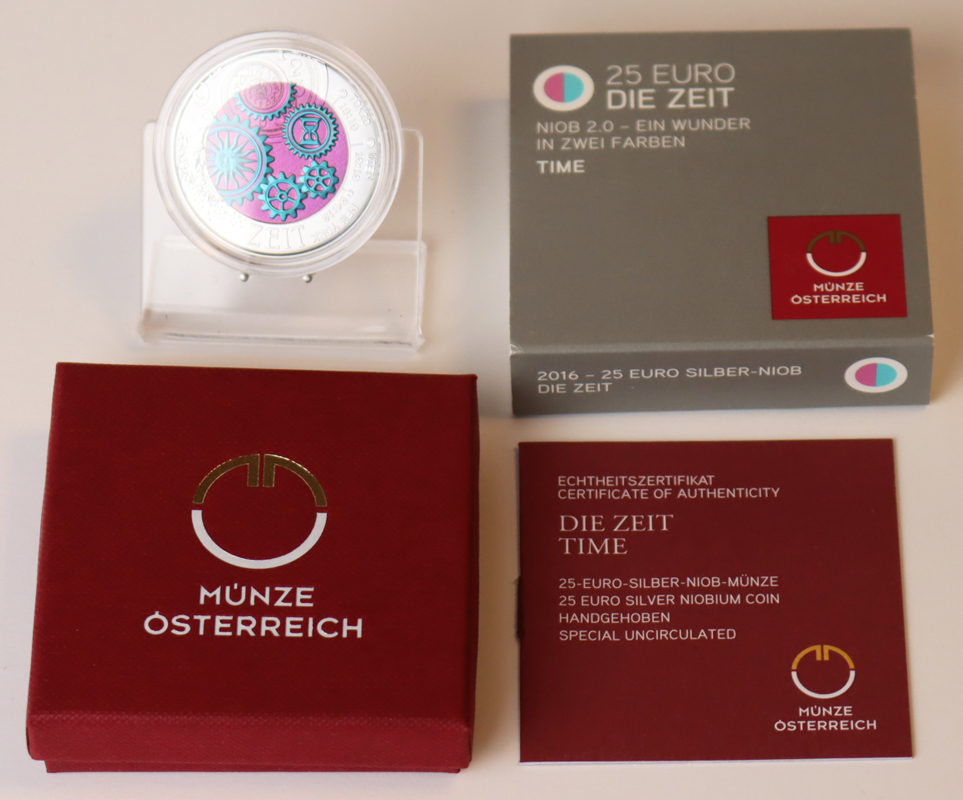 ZEIT
25 EURO
DIE ZEIT
NIOB 2.0 – EIN WUNDER
IN ZWEI FARBEN
TIME
MÜNZE
ÖSTERREICH
2016 – 25 EURO SILBER-NIOB
DIE ZEIT
MÜNZE
ÖSTERREICH
ECHTHEITSZERTIFIKAT
CERTIFICATE OF AUTHENTICITY
DIE ZEIT
TIME
25-EURO-SILBER-NIOB-MÜNZE
25 EURO SILVER NIOBIUM COIN
HANDGEHOBEN
SPECIAL UNCIRCULATED
MÜNZE
ÖSTERREICH